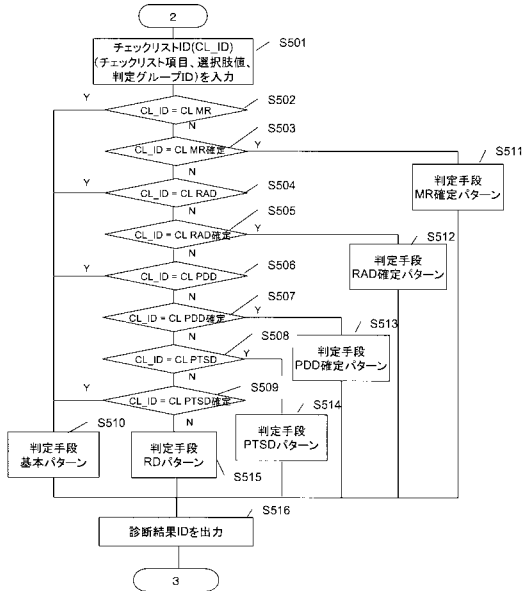 2
チェックリストID(CL_ID)
(チェックリスト項目、選択肢値、
判定グループID)を入力
S501
Y
CL_ID = CL MR
S502
N
CL_ID = CL MR確定
S503
Y
判定手段
MR確定パターン
S511
N
Y
CL_ID = CL RAD
S504
N
CL_ID = CL RAD確定
S505
Y
判定手段
RAD確定パターン
S512
N
Y
CL_ID = CL PDD
S506
N
CL_ID = CL PDD確定
S507
Y
判定手段
PDD確定パターン
S513
N
CL_ID = CL PTSD
S508
Y
判定手段
PTSDパターン
S514
N
Y
CL_ID = CL PTSD確定
S509
N
判定手段
基本パターン
S510
判定手段
RDパターン
S515
診断結果IDを出力
S516
3